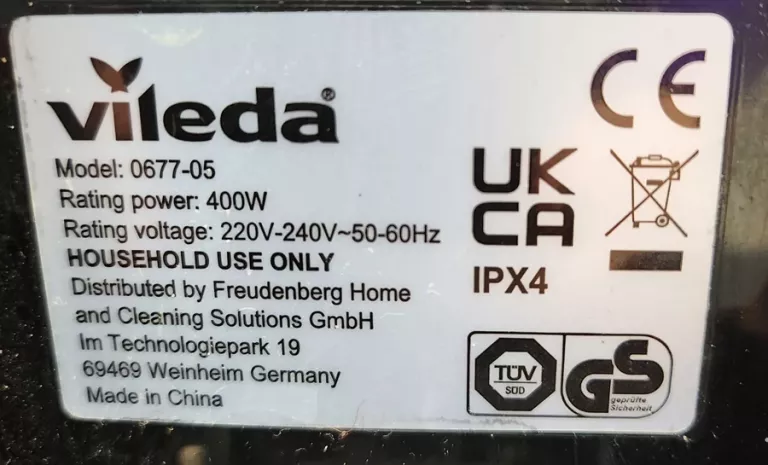 vileda®
Model: 0677-05
Rating power: 400W
Rating voltage: 220V-240V~50-60Hz
HOUSEHOLD USE ONLY
Distributed by Freudenberg Home
and Cleaning Solutions GmbH
Im Technologiepark 19
69469 Weinheim Germany
Made in China
CE
UK
CA
IPX4
TÜV
SÜD
GS
geprüfte
Sicherheit